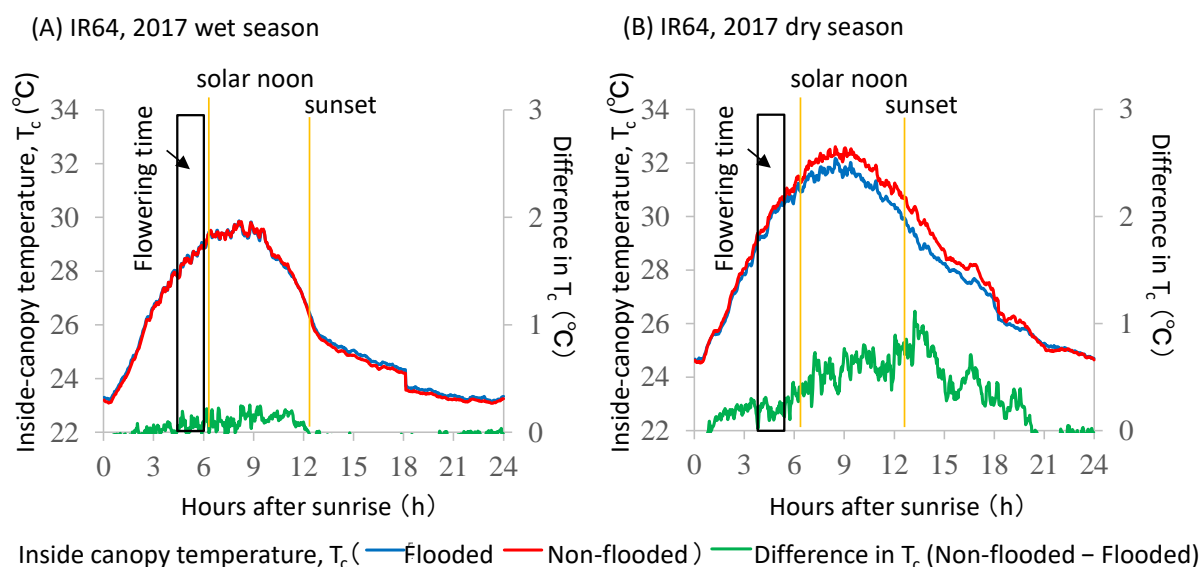 (A) IR64, 2017 wet season
(B) IR64, 2017 dry season
Inside-canopy temperature, Tc (℃)
34
32
30
28
26
24
22
Flowering time
solar noon
sunset
3
2
1
0
Difference in Tc (℃)
0 3 6 9 12 15 18 21 24
Hours after sunrise (h)
Inside-canopy temperature, Tc (℃)
34
32
30
28
26
24
22
Flowering time
solar noon
sunset
3
2
1
0
Difference in Tc (℃)
0 3 6 9 12 15 18 21 24
Hours after sunrise (h)
Inside canopy temperature, Tc ( Flooded Non-flooded ) Difference in Tc (Non-flooded – Flooded)